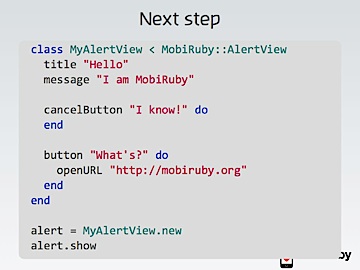 Next step
class MyAlertView < MobiRuby::AlertView
  title "Hello"
  message "I am MobiRuby"
  cancelButton "I know!" do
  end
  button "What's?" do
    openURL "http://mobiruby.org"
  end
end
alert = MyAlertView.new
alert.show
by